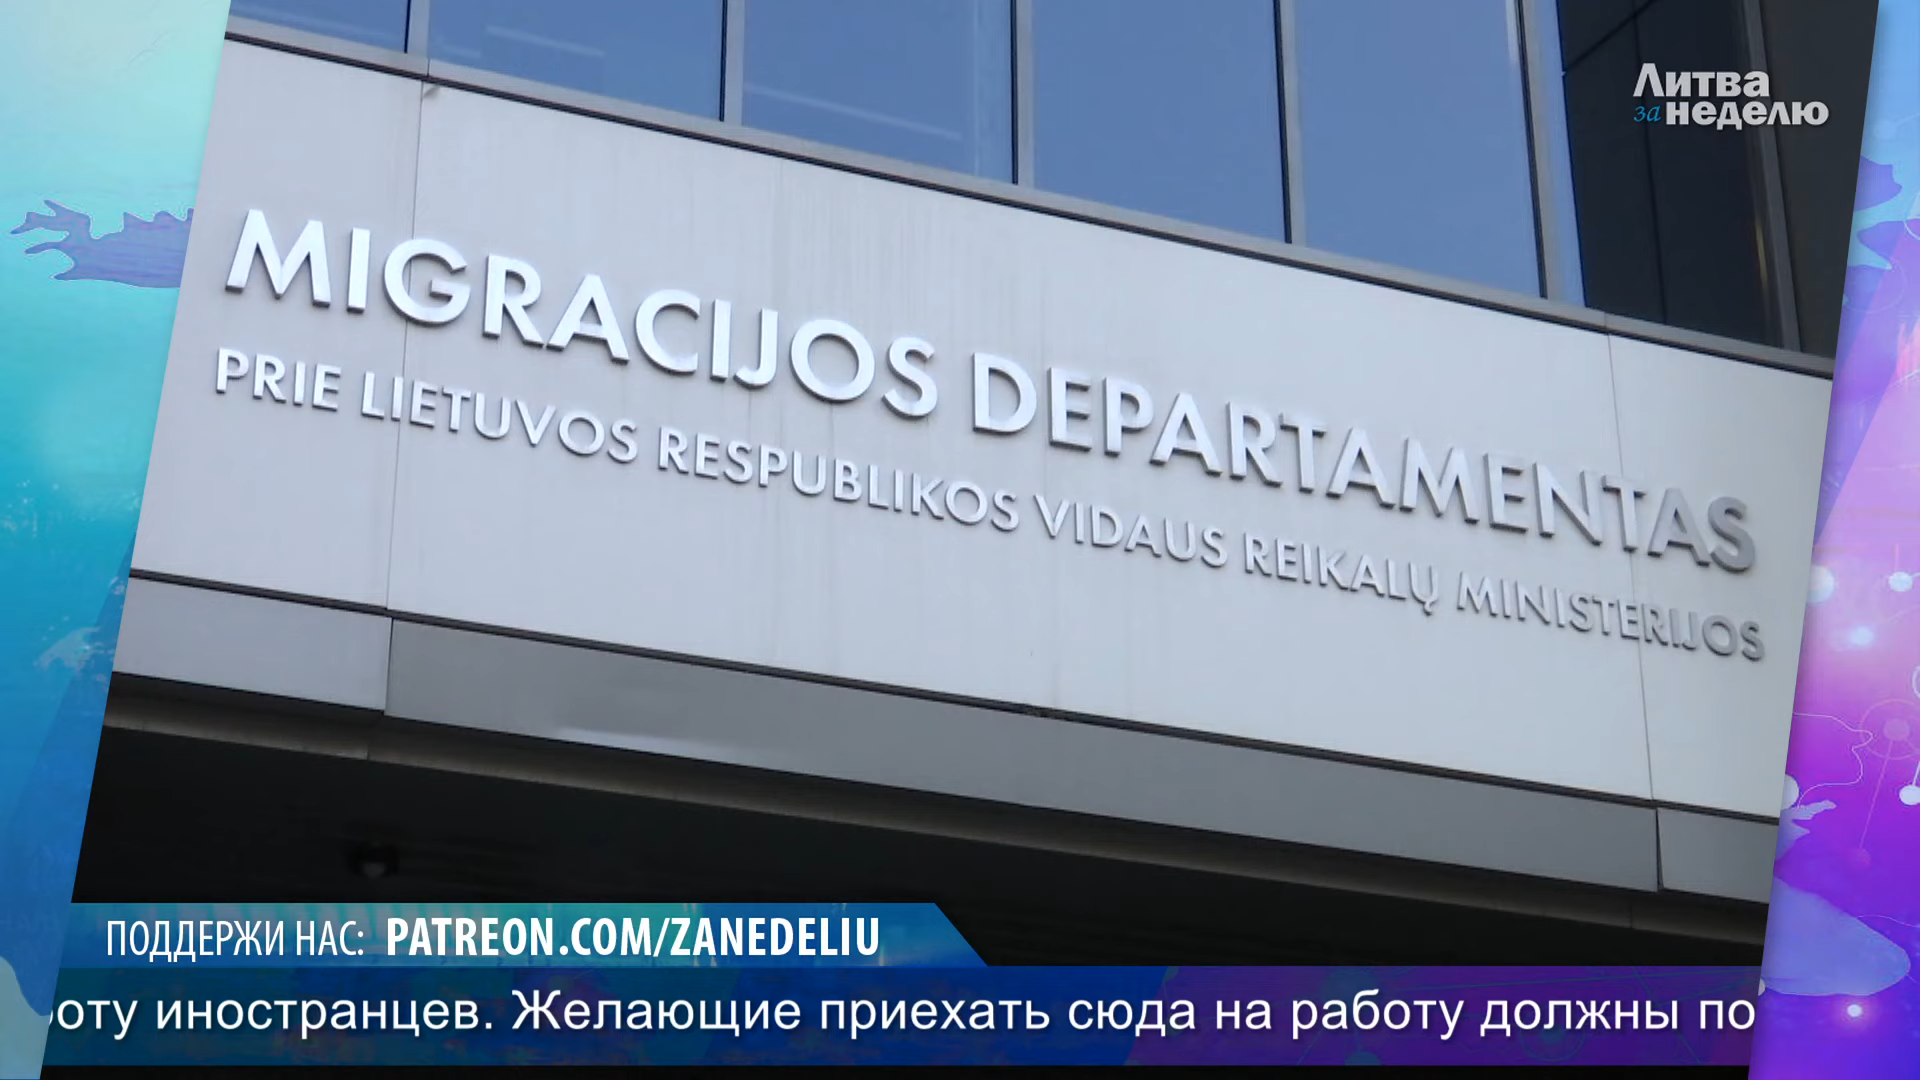 Литва
за неделю
MIGRACIJOS DEPARTAMENTAS
PRIE LIETUVOS RESPUBLIKOS VIDAUS REIKALŲ MINISTERIJOS
ПОДДЕРЖИ НАС: PATREON.COM/ZANEDELIU
иностранцев. Желающие приехать сюда на работу должны по